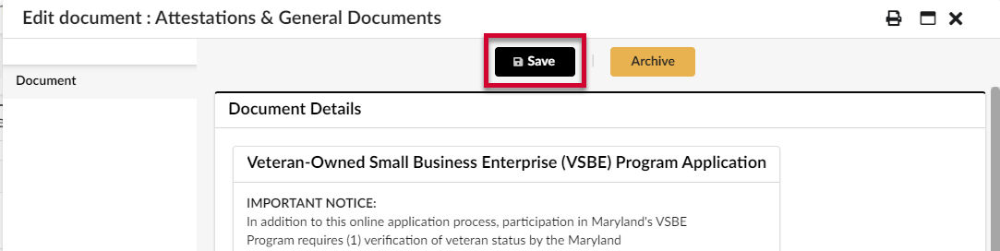 Edit document : Attestations & General Documents
Save
Archive
Document
Document Details
Veteran-Owned Small Business Enterprise (VSBE) Program Application
IMPORTANT NOTICE:
In addition to this online application process, participation in Maryland's VSBE
Program requires (1) verification of veteran status by the Maryland